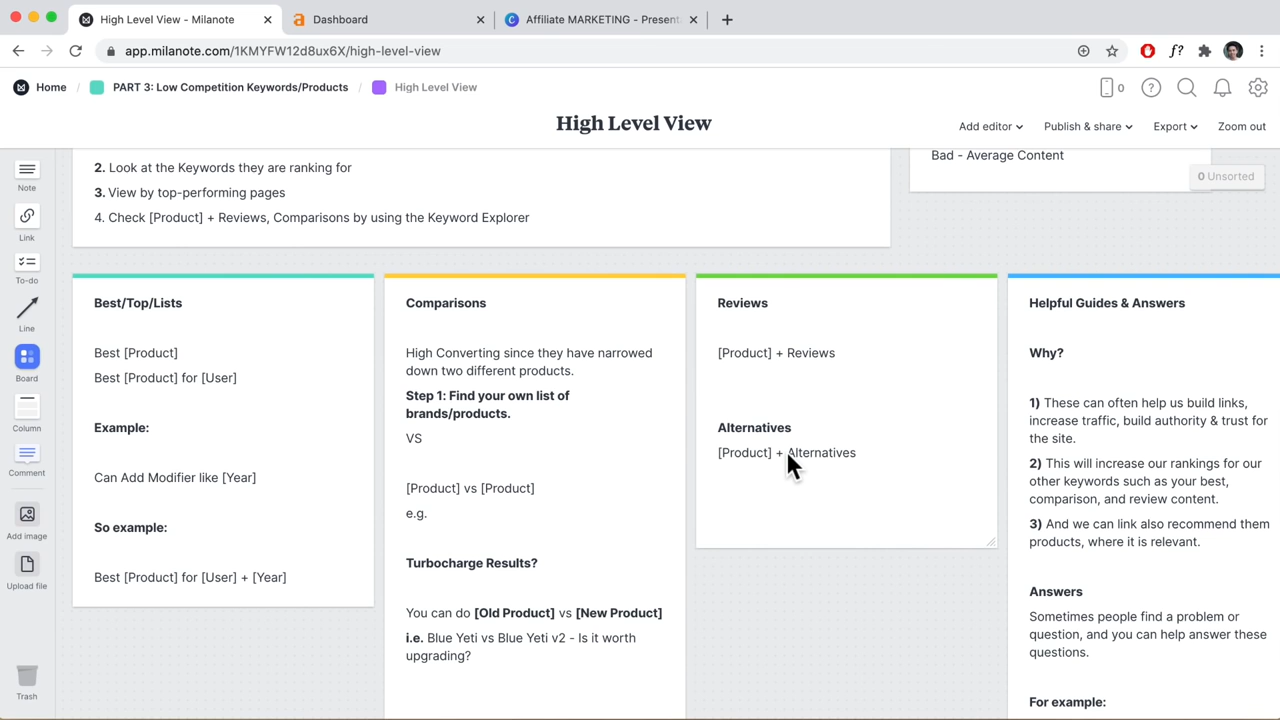 High Level View - Milanote
Dashboard
Affiliate MARKETING - Present
app.milanote.com/1KMYFW12d8ux6X/high-level-view
f?
Home / PART 3: Low Competition Keywords/Products / High Level View
0
High Level View
Add editor
Publish & share
Export
Zoom out
Note
Link
To-do
Line
Board
Column
Comment
Add image
Upload file
Trash
2. Look at the Keywords they are ranking for
3. View by top-performing pages
4. Check [Product] + Reviews, Comparisons by using the Keyword Explorer
Bad - Average Content
0 Unsorted
Best/Top/Lists
Best [Product]
Best [Product] for [User]
Example:
Can Add Modifier like [Year]
So example:
Best [Product] for [User] + [Year]
Comparisons
High Converting since they have narrowed
down two different products.
Step 1: Find your own list of
brands/products.
VS
[Product] vs [Product]
e.g.
Turbocharge Results?
You can do [Old Product] vs [New Product]
i.e. Blue Yeti vs Blue Yeti v2 - Is it worth
upgrading?
Reviews
[Product] + Reviews
Alternatives
[Product] + Alternatives
Helpful Guides & Answers
Why?
1) These can often help us build links,
increase traffic, build authority & trust for
the site.
2) This will increase our rankings for our
other keywords such as your best,
comparison, and review content.
3) And we can link also recommend them
products, where it is relevant.
Answers
Sometimes people find a problem or
question, and you can help answer these
questions.
For example: